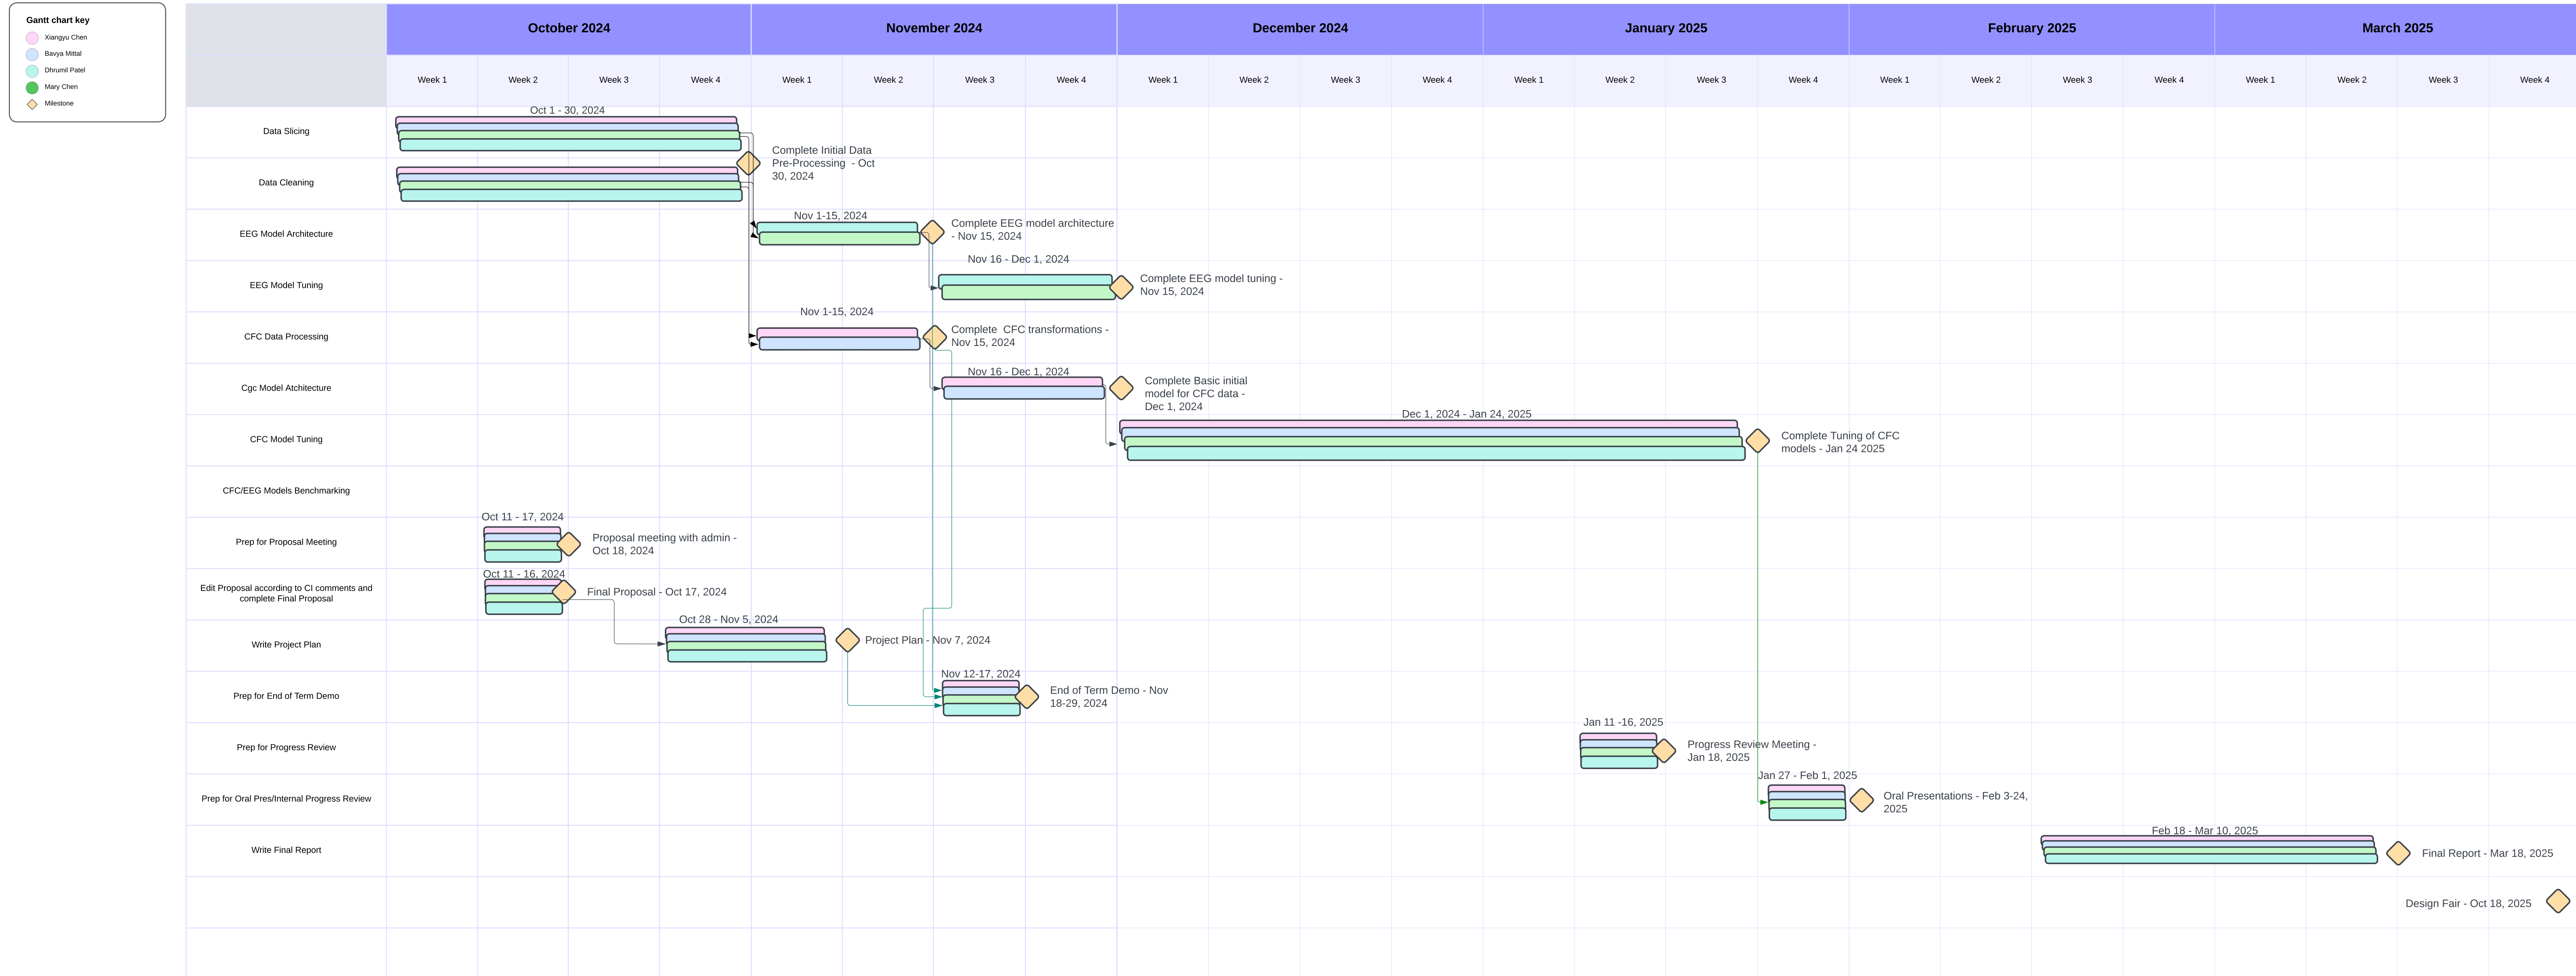 Gantt chart key
Xiangyu Chen
Bavya Mittal
Dhrumil Patel
Mary Chen
Milestone
October 2024
November 2024
December 2024
January 2025
February 2025
March 2025
Week 1
Week 2
Week 3
Week 4
Week 1
Week 2
Week 3
Week 4
Week 1
Week 2
Week 3
Week 4
Week 1
Week 2
Week 3
Week 4
Week 1
Week 2
Week 3
Week 4
Week 1
Week 2
Week 3
Week 4
Data Slicing
Oct 1 - 30, 2024
Complete Initial Data
Pre-Processing - Oct
30, 2024
Data Cleaning
EEG Model Architecture
Nov 1-15, 2024
Complete EEG model architecture
- Nov 15, 2024
EEG Model Tuning
Nov 16 - Dec 1, 2024
Complete EEG model tuning -
Nov 15, 2024
CFC Data Processing
Nov 1-15, 2024
Complete CFC transformations -
Nov 15, 2024
Cgc Model Atchitecture
Nov 16 - Dec 1, 2024
Complete Basic initial
model for CFC data -
Dec 1, 2024
CFC Model Tuning
Dec 1, 2024 - Jan 24, 2025
Complete Tuning of CFC
models - Jan 24 2025
CFC/EEG Models Benchmarking
Prep for Proposal Meeting
Oct 11 - 17, 2024
Proposal meeting with admin -
Oct 18, 2024
Edit Proposal according to CI comments and
complete Final Proposal
Oct 11 - 16, 2024
Final Proposal - Oct 17, 2024
Write Project Plan
Oct 28 - Nov 5, 2024
Project Plan - Nov 7, 2024
Prep for End of Term Demo
Nov 12-17, 2024
End of Term Demo - Nov
18-29, 2024
Prep for Progress Review
Jan 11 -16, 2025
Progress Review Meeting -
Jan 18, 2025
Prep for Oral Pres/Internal Progress Review
Jan 27 - Feb 1, 2025
Oral Presentations - Feb 3-24,
2025
Write Final Report
Feb 18 - Mar 10, 2025
Final Report - Mar 18, 2025
Design Fair - Oct 18, 2025